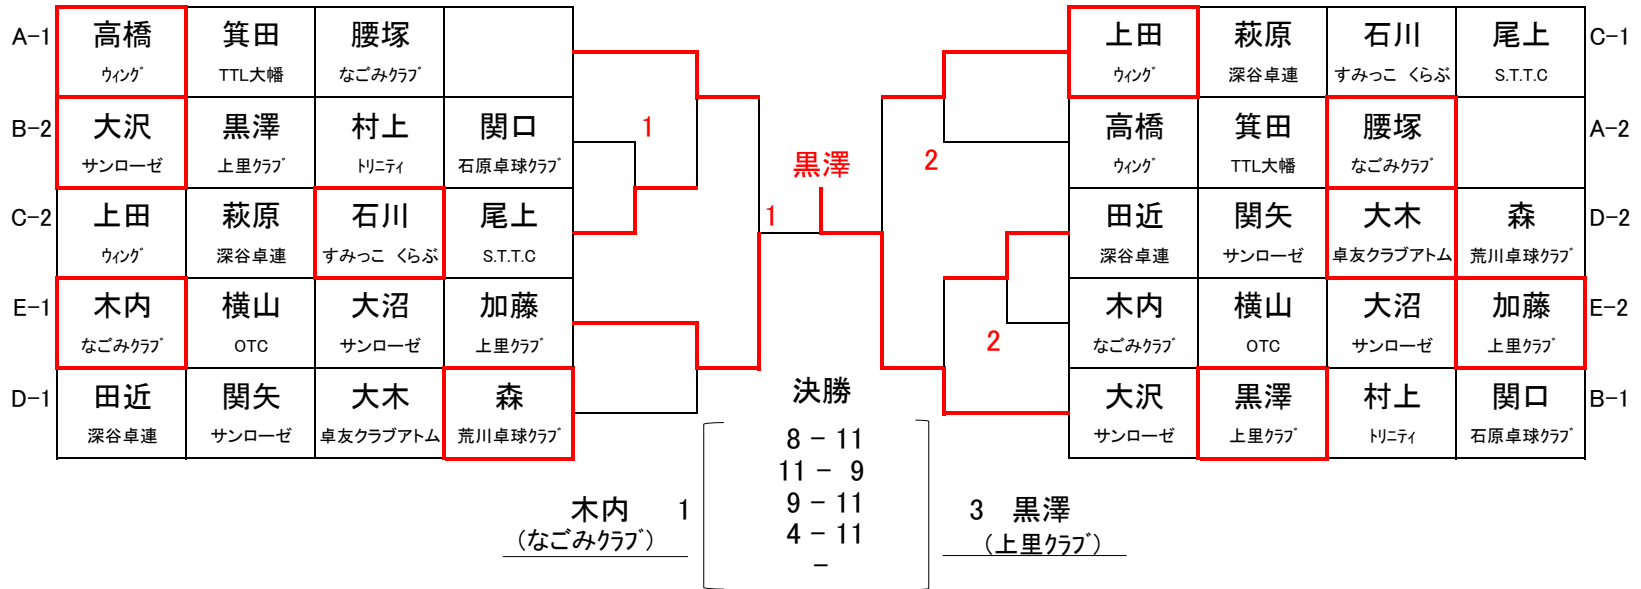 A-1 高橋 箕田 腰塚
ｳｨﾝｸﾞ TTL大幡 なごみｸﾗﾌﾞ
B-2 大沢 黒澤 村上 関口
サンローゼ 上里ｸﾗﾌﾞ ﾄﾘﾆﾃｨ 石原卓球ｸﾗﾌﾞ
C-2 上田 萩原 石川 尾上
ｳｨﾝｸﾞ 深谷卓連 すみっこ くらぶ S.T.T.C
E-1 木内 横山 大沼 加藤
なごみｸﾗﾌﾞ OTC サンローゼ 上里ｸﾗﾌﾞ
D-1 田近 関矢 大木 森
深谷卓連 サンローゼ 卓友クラブアトム 荒川卓球ｸﾗﾌﾞ
1
1
黒澤
2
2
上田 萩原 石川 尾上 C-1
ｳｨﾝｸﾞ 深谷卓連 すみっこ くらぶ S.T.T.C
高橋 箕田 腰塚 A-2
ｳｨﾝｸﾞ TTL大幡 なごみｸﾗﾌﾞ
田近 関矢 大木 森 D-2
深谷卓連 サンローゼ 卓友クラブアトム 荒川卓球ｸﾗﾌﾞ
木内 横山 大沼 加藤 E-2
なごみｸﾗﾌﾞ OTC サンローゼ 上里ｸﾗﾌﾞ
大沢 黒澤 村上 関口 B-1
サンローゼ 上里ｸﾗﾌﾞ ﾄﾘﾆﾃｨ 石原卓球ｸﾗﾌﾞ
決勝
8 － 11
11 － 9
9 － 11
4 － 11
－
木内 1
（なごみｸﾗﾌﾞ）
3 黒澤
（上里ｸﾗﾌﾞ）